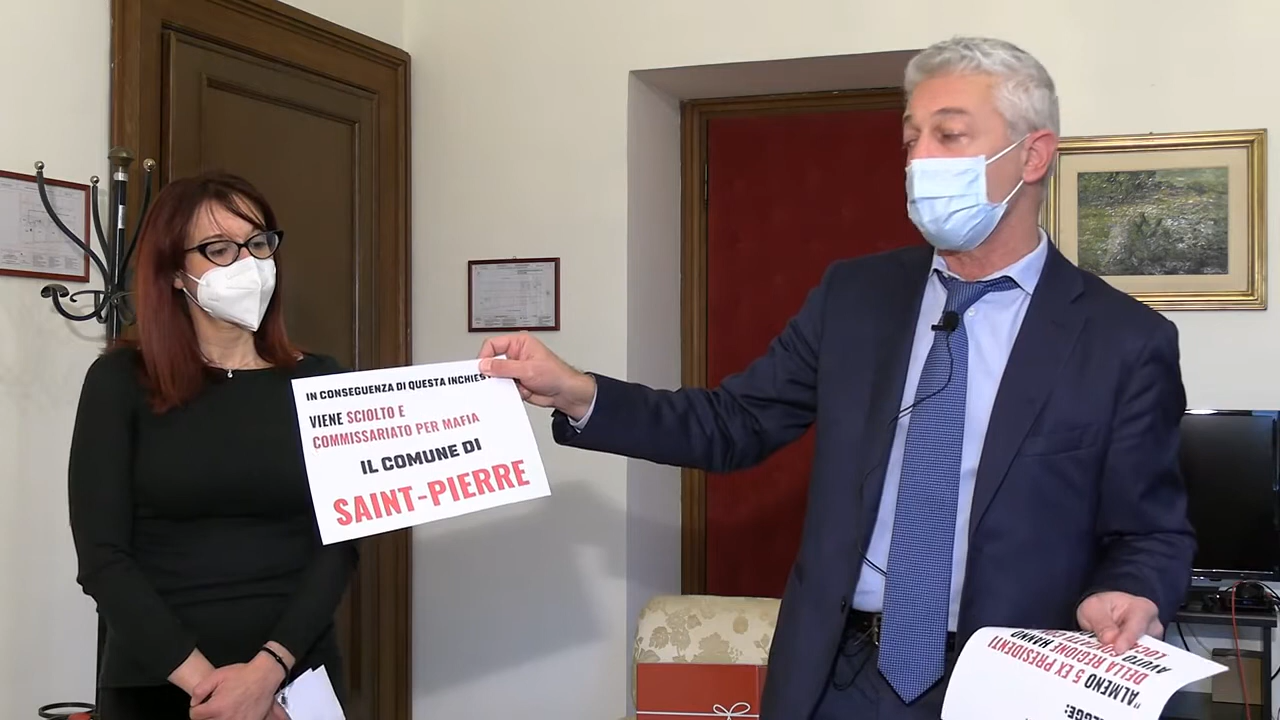 IN CONSEGUENZA DI QUESTA
VIENE SCIOLTO E
COMMISSARIATO PER MAFIA
IL COMUNE DI
SAINT-PIERRE
"ALMENO 5 EX PRESIDENTI
DELLA REGIONE HANNO
AVUTO